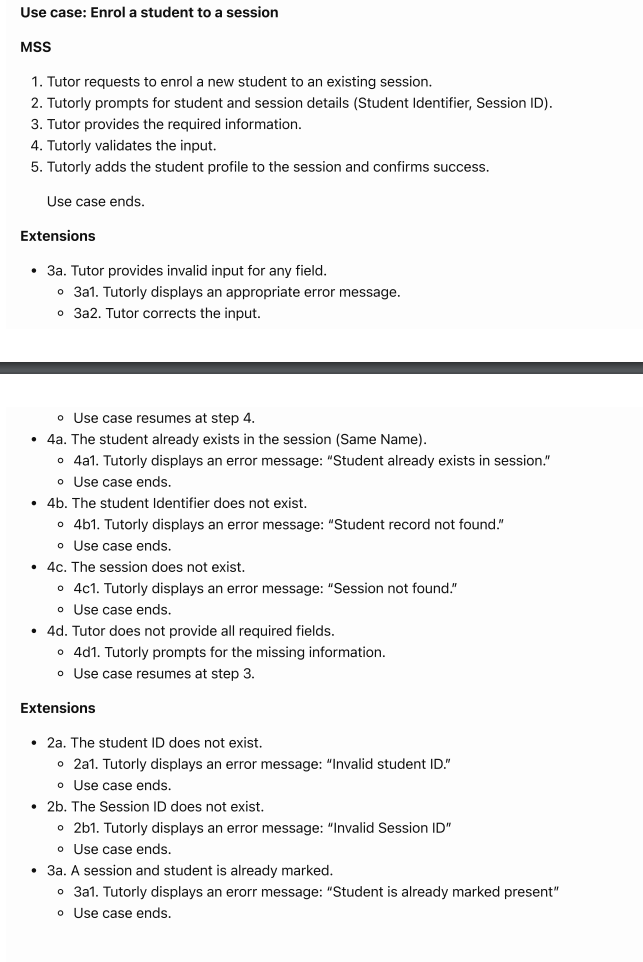 Use case: Enrol a student to a session
MSS
1. Tutor requests to enrol a new student to an existing session.
2. Tutorly prompts for student and session details (Student Identifier, Session ID).
3. Tutor provides the required information.
4. Tutorly validates the input.
5. Tutorly adds the student profile to the session and confirms success.
Use case ends.
Extensions
• 3a. Tutor provides invalid input for any field.
◦ 3a1. Tutorly displays an appropriate error message.
◦ 3a2. Tutor corrects the input.
◦ Use case resumes at step 4.
• 4a. The student already exists in the session (Same Name).
◦ 4a1. Tutorly displays an error message: “Student already exists in session.”
◦ Use case ends.
• 4b. The student Identifier does not exist.
◦ 4b1. Tutorly displays an error message: “Student record not found.”
◦ Use case ends.
• 4c. The session does not exist.
◦ 4c1. Tutorly displays an error message: “Session not found.”
◦ Use case ends.
• 4d. Tutor does not provide all required fields.
◦ 4d1. Tutorly prompts for the missing information.
◦ Use case resumes at step 3.
Extensions
• 2a. The student ID does not exist.
◦ 2a1. Tutorly displays an error message: “Invalid student ID.”
◦ Use case ends.
• 2b. The Session ID does not exist.
◦ 2b1. Tutorly displays an error message: “Invalid Session ID”
◦ Use case ends.
• 3a. A session and student is already marked.
◦ 3a1. Tutorly displays an erorr message: “Student is already marked present”
◦ Use case ends.